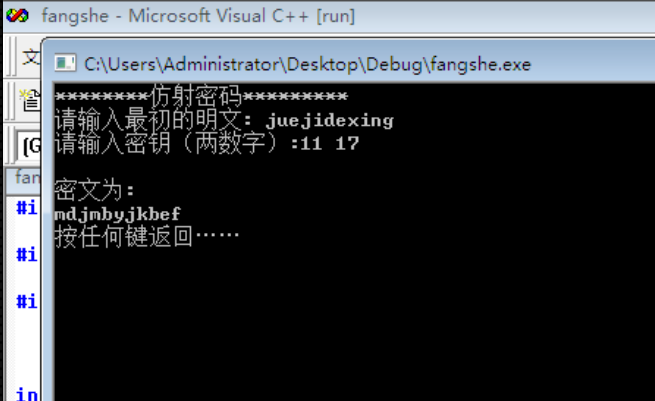 fangshe - Microsoft Visual C++ [run]
文
C:\Users\Administrator\Desktop\Debug\fangshe.exe
********仿射密码*********
请输入最初的明文: juejidexing
请输入密钥（两数字）:11 17
[G
fan
密文为:
#i
mdjmbyjkbef
按任何键返回……
#i
#i
in